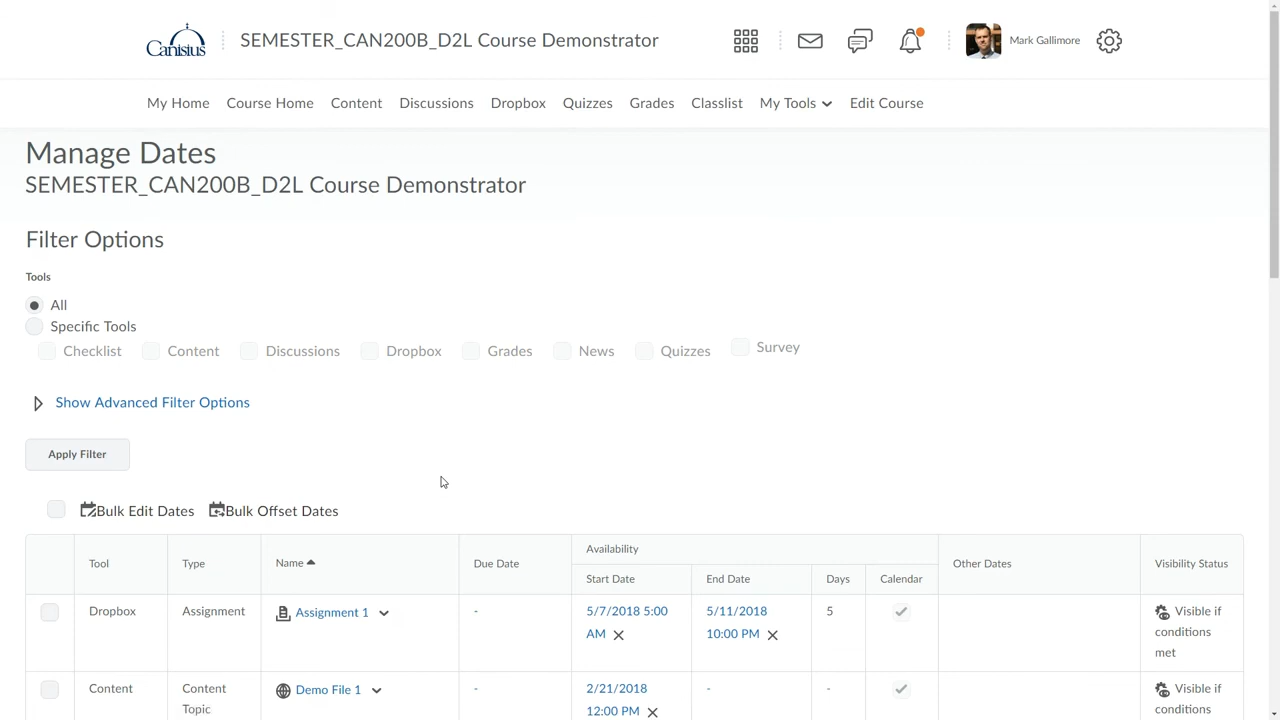 Canisius
SEMESTER_CAN200B_D2L Course Demonstrator
Mark Gallimore
My Home Course Home Content Discussions Dropbox Quizzes Grades Classlist My Tools Edit Course
Manage Dates
SEMESTER_CAN200B_D2L Course Demonstrator
Filter Options
Tools
All
Specific Tools
Checklist Content Discussions Dropbox Grades News Quizzes Survey
Show Advanced Filter Options
Apply Filter
Bulk Edit Dates Bulk Offset Dates
Tool Type Name Due Date Availability Other Dates Visibility Status
Start Date End Date Days Calendar
Dropbox Assignment Assignment 1 - 5/7/2018 5:00 5/11/2018 5 Visible if
AM 10:00 PM conditions
met
Content Content Demo File 1 - 2/21/2018 - - Visible if
Topic 12:00 PM conditions